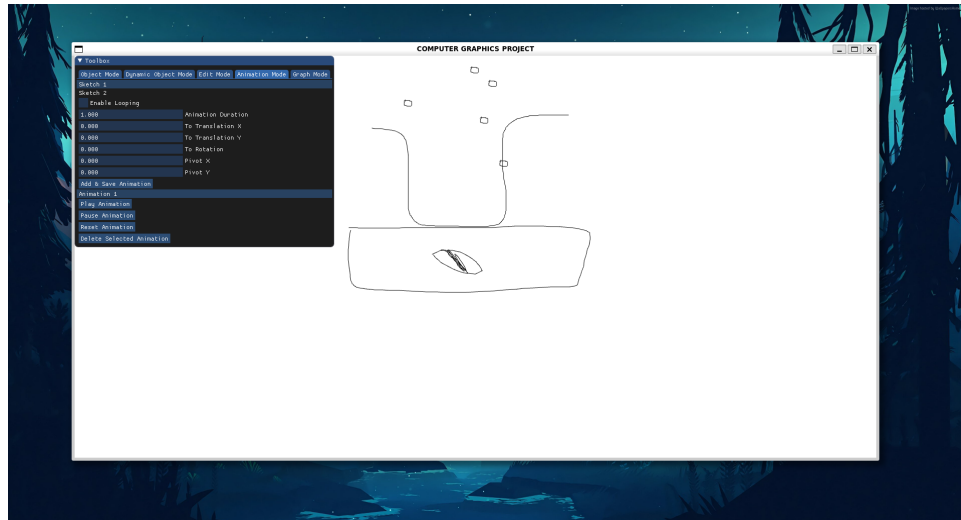 COMPUTER GRAPHICS PROJECT
▼ Toolbox
Object Mode Dynamic Object Mode Edit Mode Animation Mode Graph Mode
Sketch 1
Sketch 2
Enable Looping
1.000 Animation Duration
0.000 To Translation X
0.000 To Translation Y
0.000 To Rotation
0.000 Pivot X
0.000 Pivot Y
Add & Save Animation
Animation 1
Play Animation
Pause Animation
Reset Animation
Delete Selected Animation